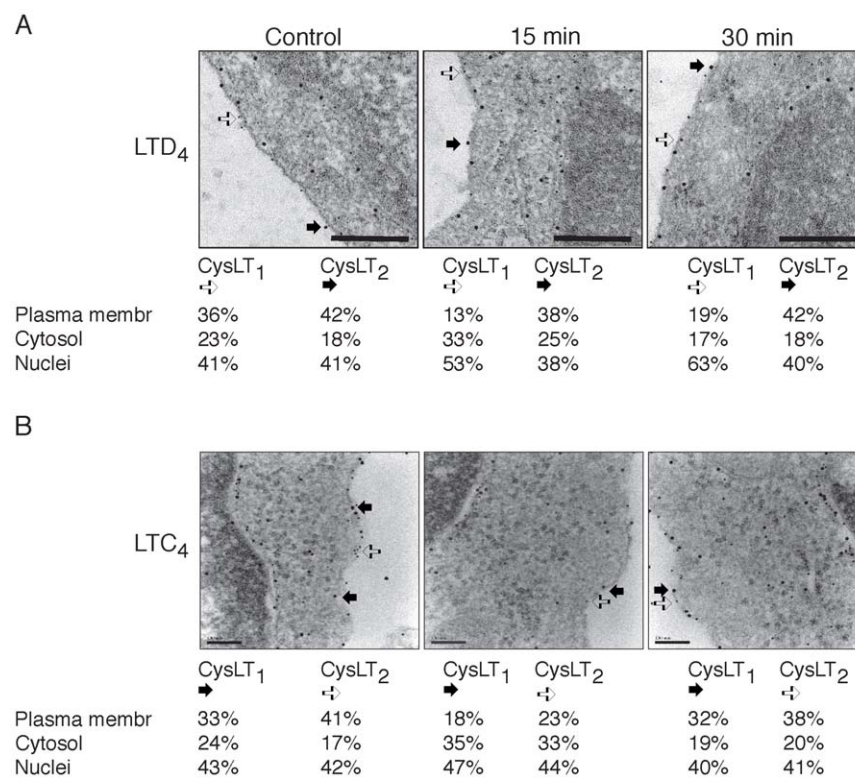 A
Control 15 min 30 min
LTD4
CysLT1 CysLT2 CysLT1 CysLT2 CysLT1 CysLT2
Plasma membr 36% 42% 13% 38% 19% 42%
Cytosol 23% 18% 33% 25% 17% 18%
Nuclei 41% 41% 53% 38% 63% 40%
B
LTC4
CysLT1 CysLT2 CysLT1 CysLT2 CysLT1 CysLT2
Plasma membr 33% 41% 18% 23% 32% 38%
Cytosol 24% 17% 35% 33% 19% 20%
Nuclei 43% 42% 47% 44% 40% 41%